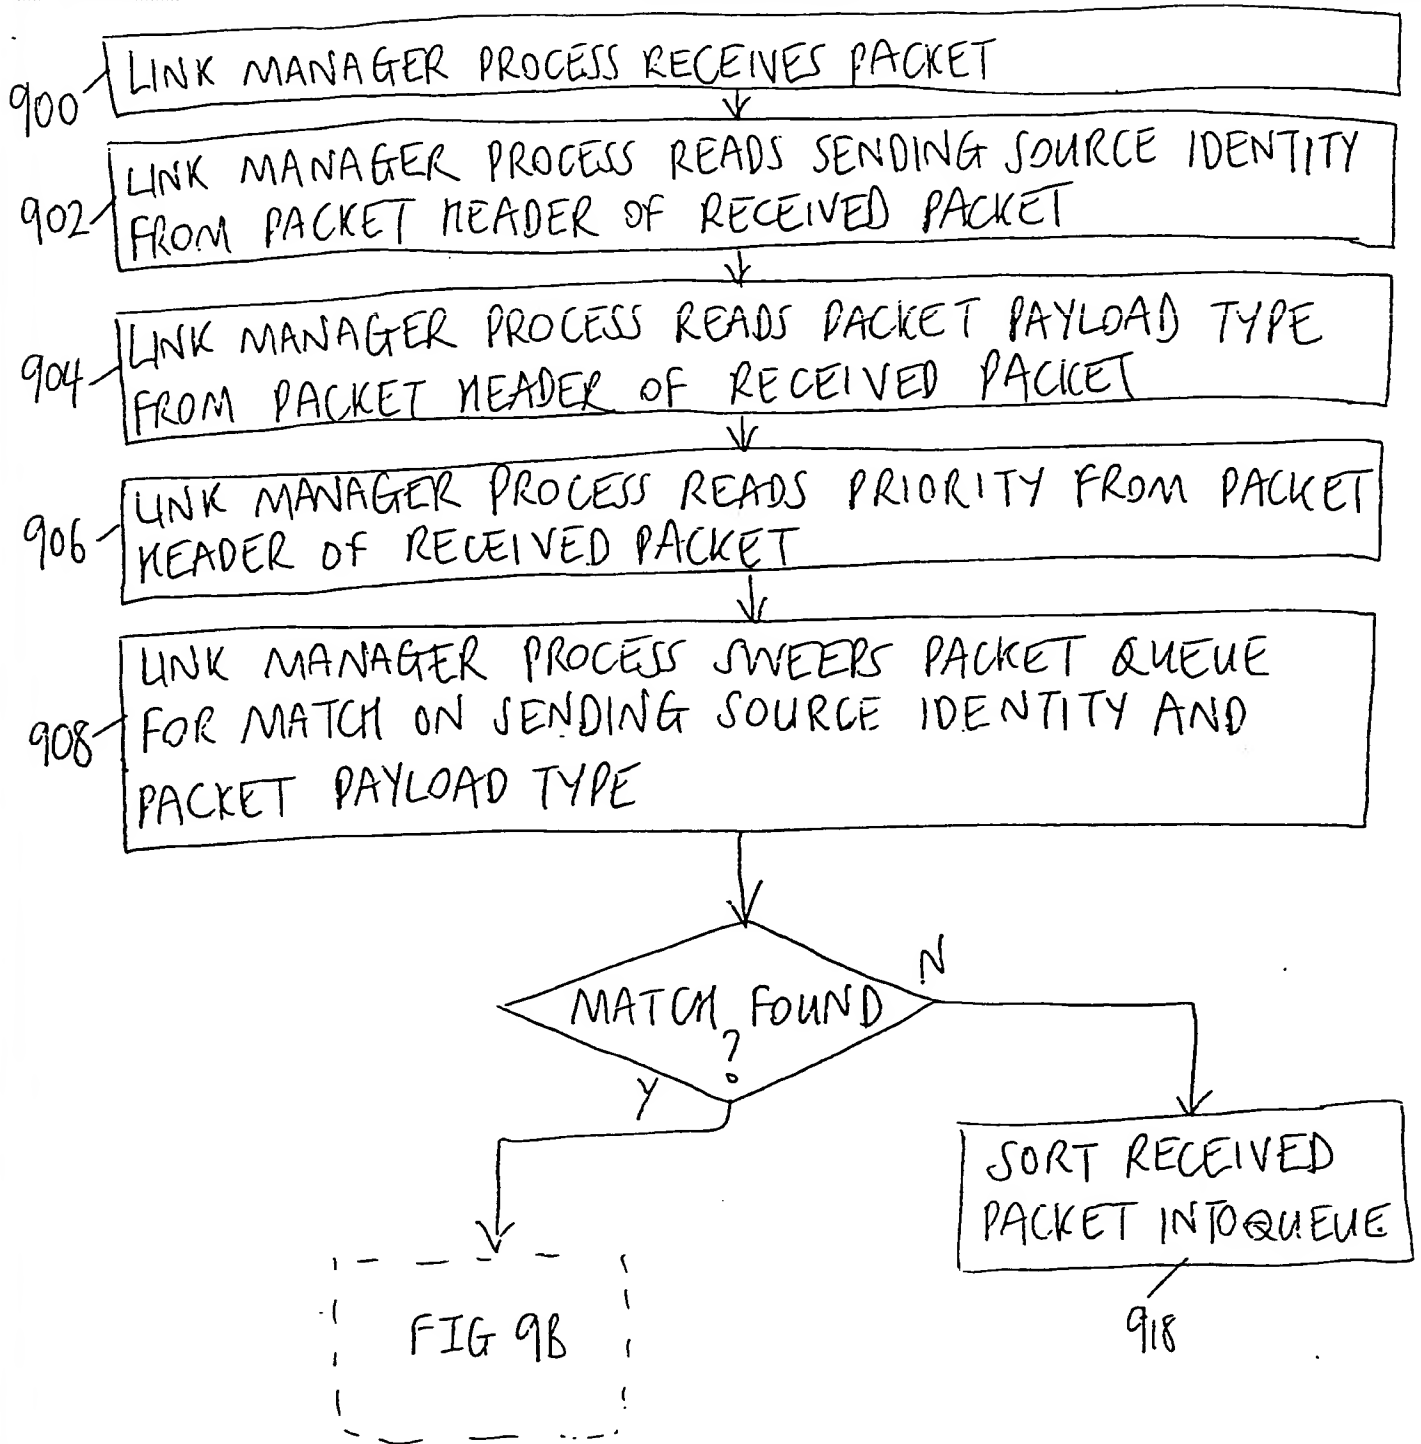 900
LINK MANAGER PROCESS RECEIVES PACKET
902
LINK MANAGER PROCESS READS SENDING SOURCE IDENTITY
FROM PACKET HEADER OF RECEIVED PACKET
904
LINK MANAGER PROCESS READS PACKET PAYLOAD TYPE
FROM PACKET HEADER OF RECEIVED PACKET
906
LINK MANAGER PROCESS READS PRIORITY FROM PACKET
HEADER OF RECEIVED PACKET
908
LINK MANAGER PROCESS SWEEPS PACKET QUEUE
FOR MATCH ON SENDING SOURCE IDENTITY AND
PACKET PAYLOAD TYPE
MATCH FOUND
?
N
Y
SORT RECEIVED
PACKET INTO QUEUE
918
FIG 9B